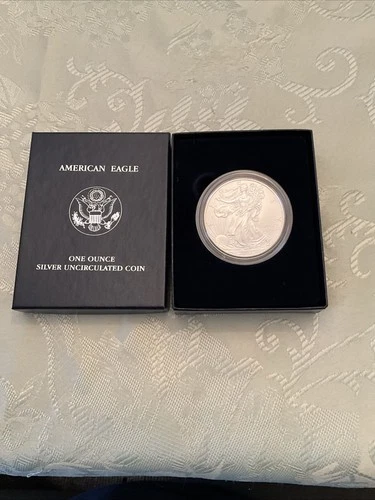 AMERICAN EAGLE
ONE OUNCE
SILVER UNCIRCULATED COIN